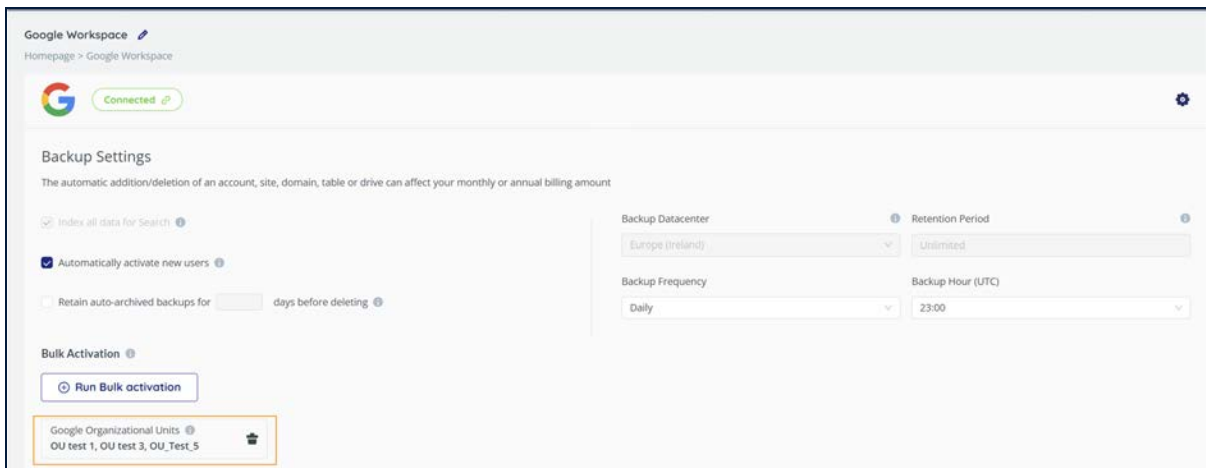 Google Workspace
Homepage > Google Workspace
Connected
Backup Settings
The automatic addition/deletion of an account, site, domain, table or drive can affect your monthly or annual billing amount
Index all data for Search
Automatically activate new users
Retain auto-archived backups for days before deleting
Backup Datacenter
Retention Period
Europe (Ireland)
Unlimited
Backup Frequency
Backup Hour (UTC)
Daily
23:00
Bulk Activation
Run Bulk activation
Google Organizational Units
OU test 1, OU test 3, OU_Test_5